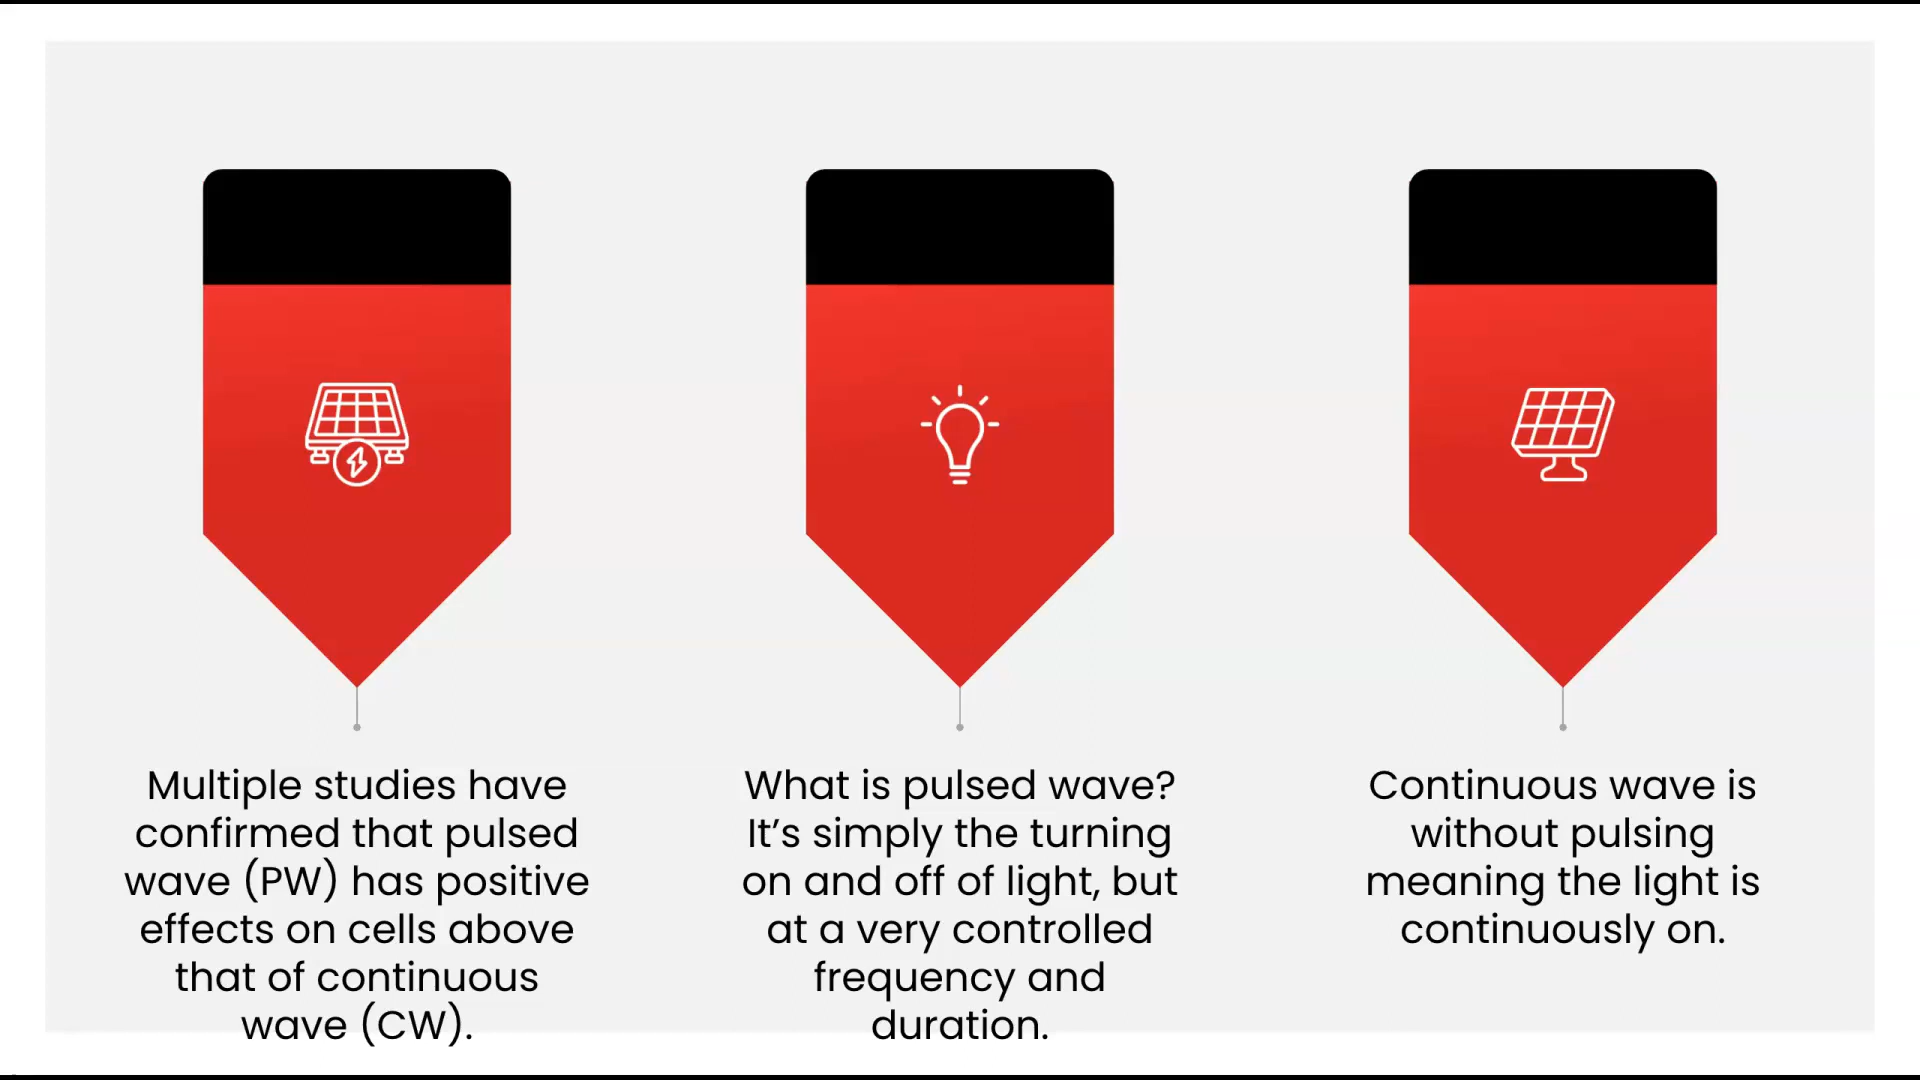 Multiple studies have
confirmed that pulsed
wave (PW) has positive
effects on cells above
that of continuous
wave (CW).
What is pulsed wave?
It’s simply the turning
on and off of light, but
at a very controlled
frequency and
duration.
Continuous wave is
without pulsing
meaning the light is
continuously on.